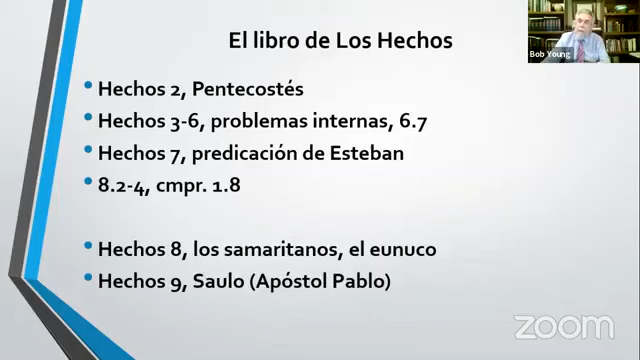 El libro de Los Hechos
Bob Young
• Hechos 2, Pentecostés
• Hechos 3-6, problemas internas, 6.7
• Hechos 7, predicación de Esteban
• 8.2-4, cmpr. 1.8
• Hechos 8, los samaritanos, el eunuco
• Hechos 9, Saulo (Apóstol Pablo)
zoom